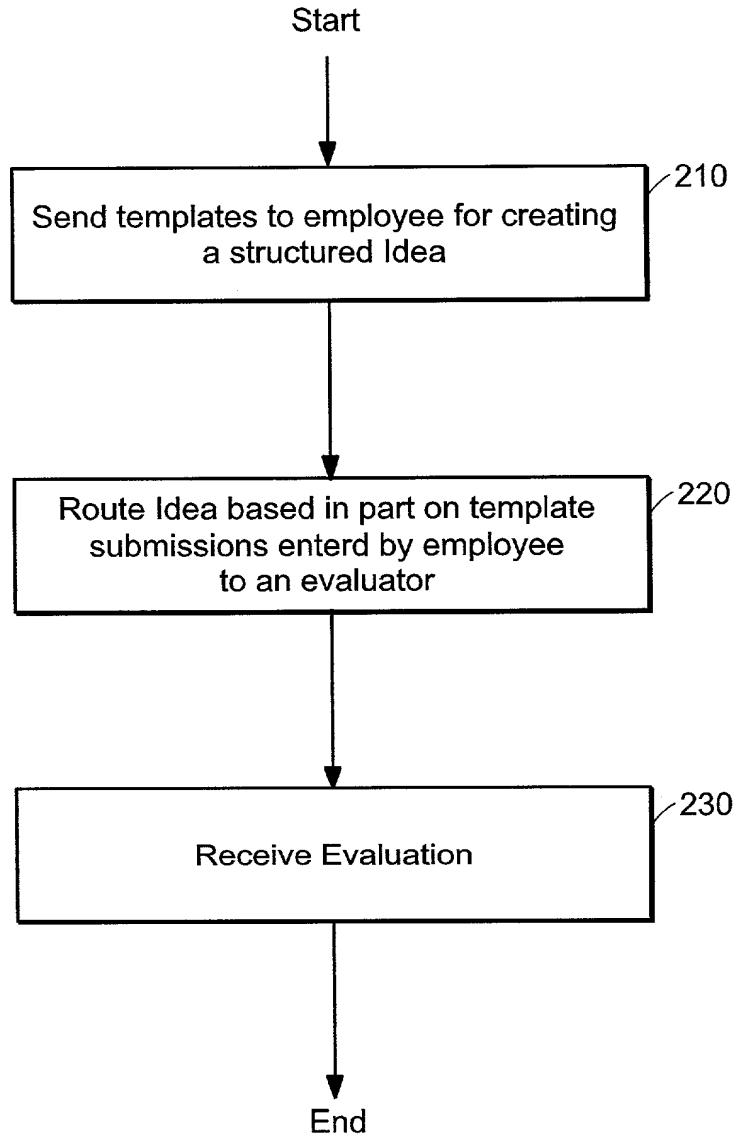 Start
210
Send templates to employee for creating
a structured Idea
220
Route Idea based in part on template
submissions enterd by employee
to an evaluator
230
Receive Evaluation
End